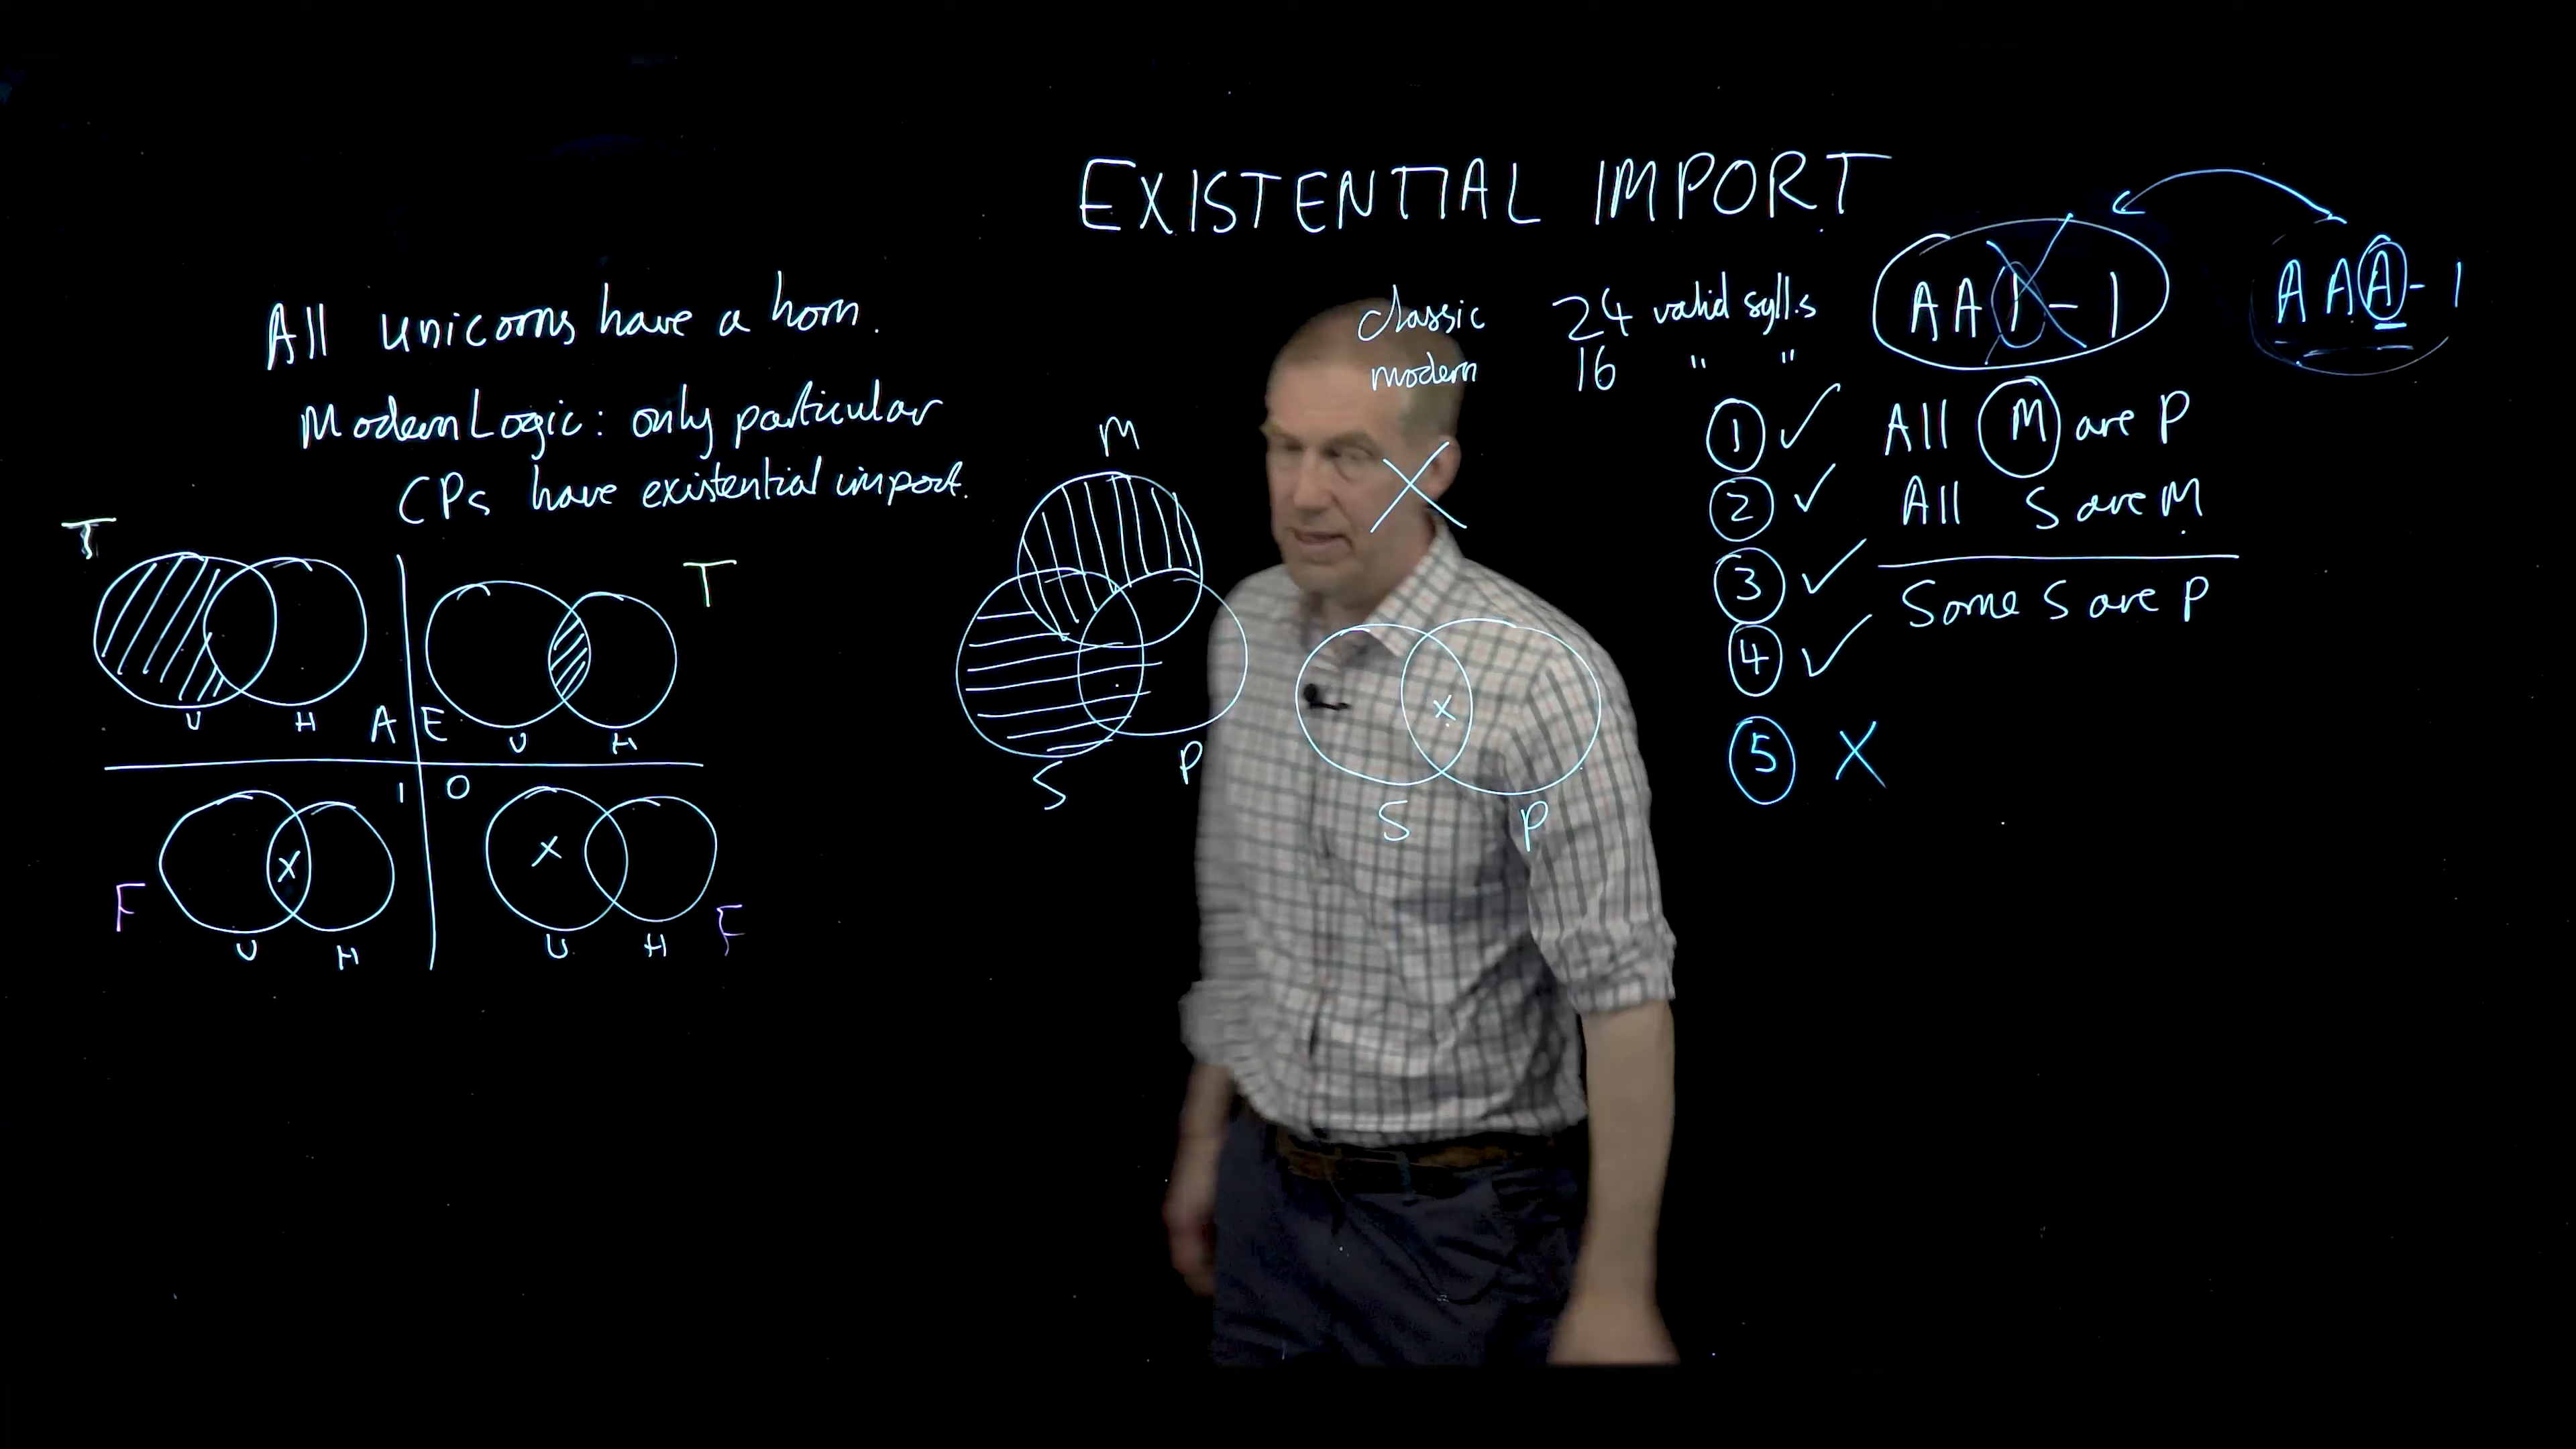 EXISTENTIAL IMPORT
All unicorns have a horn.
Modern Logic: only particular
CPs have existential import.
T
U H A
E U H
T
I
F
U H
O
X
U H
F
M
S P
X
classic 24 valid syll.s
modern 16 " "
X
S P
AAI-1
AAA-1
1 ✓ All M are P
2 ✓ All S are M
3 ✓
Some S are P
4 ✓
5 X